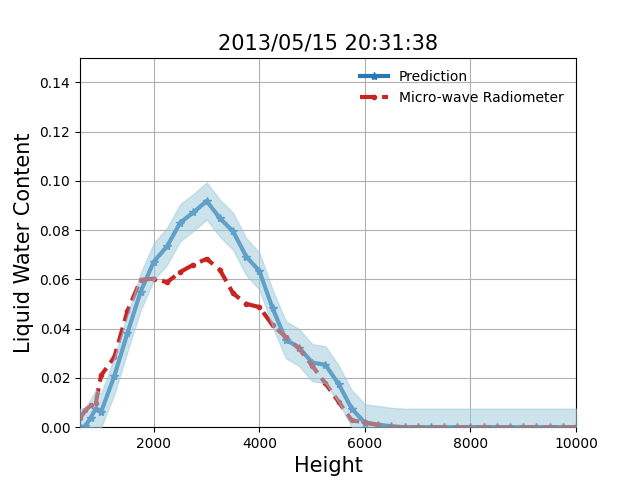 2013/05/15 20:31:38
Prediction
Micro-wave Radiometer
Liquid Water Content
0.14
0.12
0.10
0.08
0.06
0.04
0.02
0.00
2000 4000 6000 8000 10000
Height